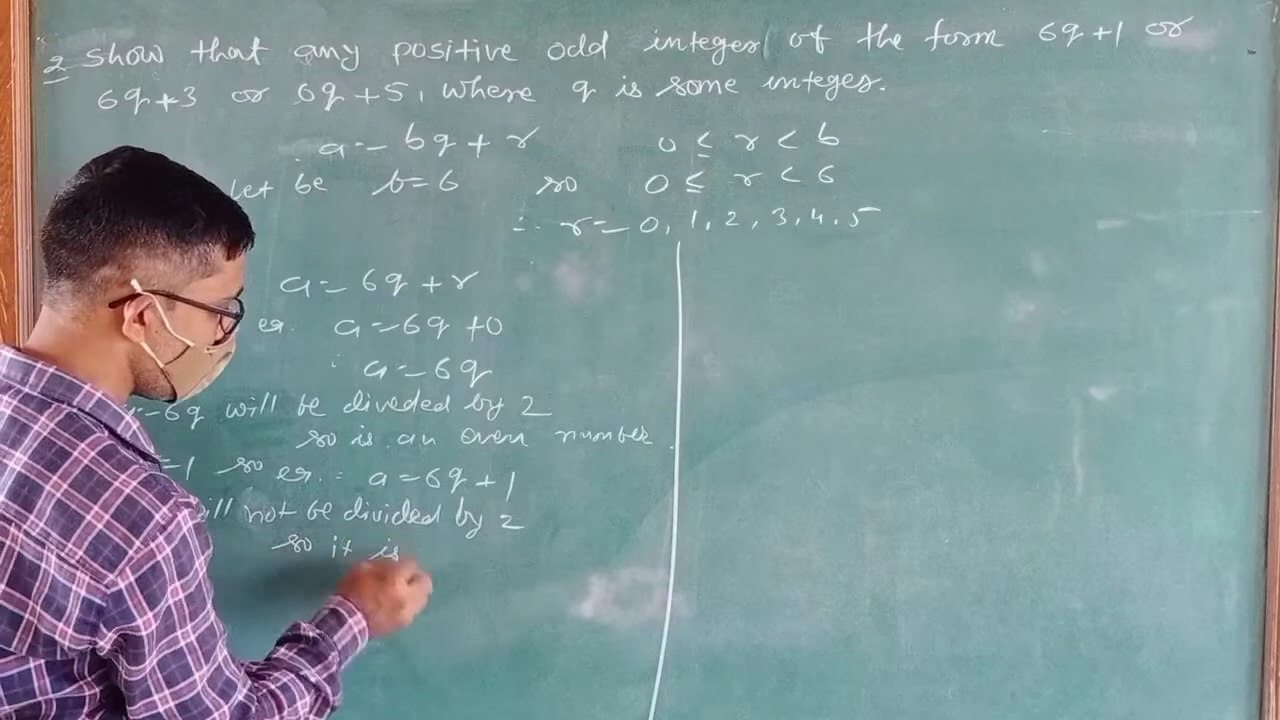 2 Show that any positive odd integer of the form 6q+1 or
6q+3 or 6q+5, where q is some integer.
a = bq + r 0 ≤ r < b
let be b=6 so 0 ≤ r < 6
∴ r = 0, 1, 2, 3, 4, 5
a = 6q + r
er. a = 6q + 0
∴ a = 6q
=6q will be divided by 2
so is an even number.
=1 so er. = a = 6q + 1
will not be divided by 2
so it is